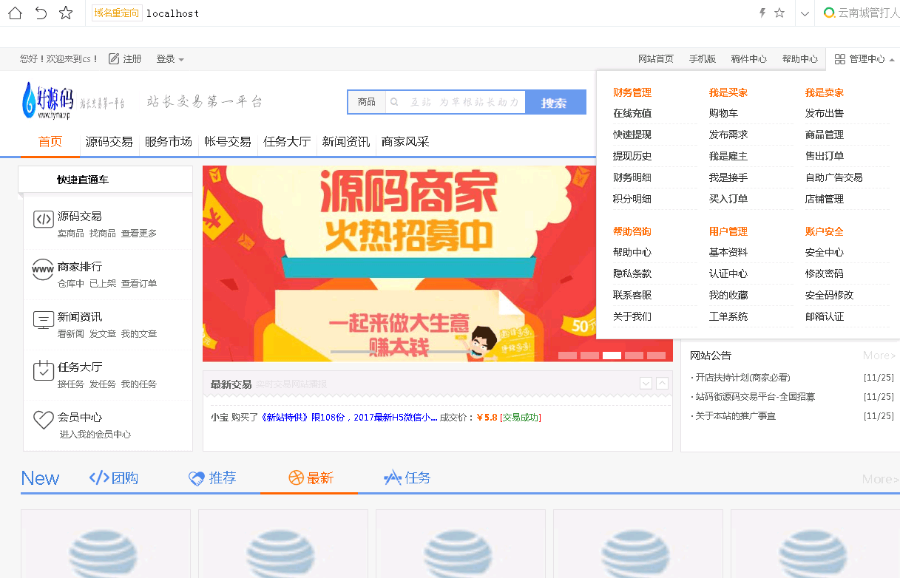 域名重定向 localhost
云南城管打人
您好！欢迎来到cs！ 注册 登录
网站首页 手机版 稿件中心 帮助中心 管理中心
好源码 站长交易第一平台
商品 搜索
首页 源码交易 服务市场 帐号交易 任务大厅 新闻资讯 商家风采
财务管理 我是买家 我是卖家
在线充值 购物车 发布出售
快速提现 发布需求 商品管理
提现历史 我是雇主 售出订单
财务明细 我是接手 自助广告交易
积分明细 买入订单 店铺管理
帮助咨询 用户管理 账户安全
帮助中心 基本资料 安全中心
隐私条款 认证中心 修改密码
联系客服 我的收藏 安全码修改
关于我们 工单系统 邮箱认证
快捷直通车
源码交易
卖商品 找商品 查看更多
www 商家排行
仓库中 已上架 查看订单
新闻资讯
看新闻 发文章 我的文章
任务大厅
接任务 发任务 我的任务
会员中心
进入我的会员中心
源码商家
火热招募中
一起来做大生意
赚大钱
50
最新交易
小宝 购买了《新站特供》限108份，2017最新H5微信小... 成交价：￥5.8 [交易成功]
网站公告 More>
·开店扶持计划(商家必看) [11/25]
·站码街源码交易平台-全国招募 [11/25]
·关于本站的推广事宜 [11/25]
New 团购 推荐 最新 任务 More>